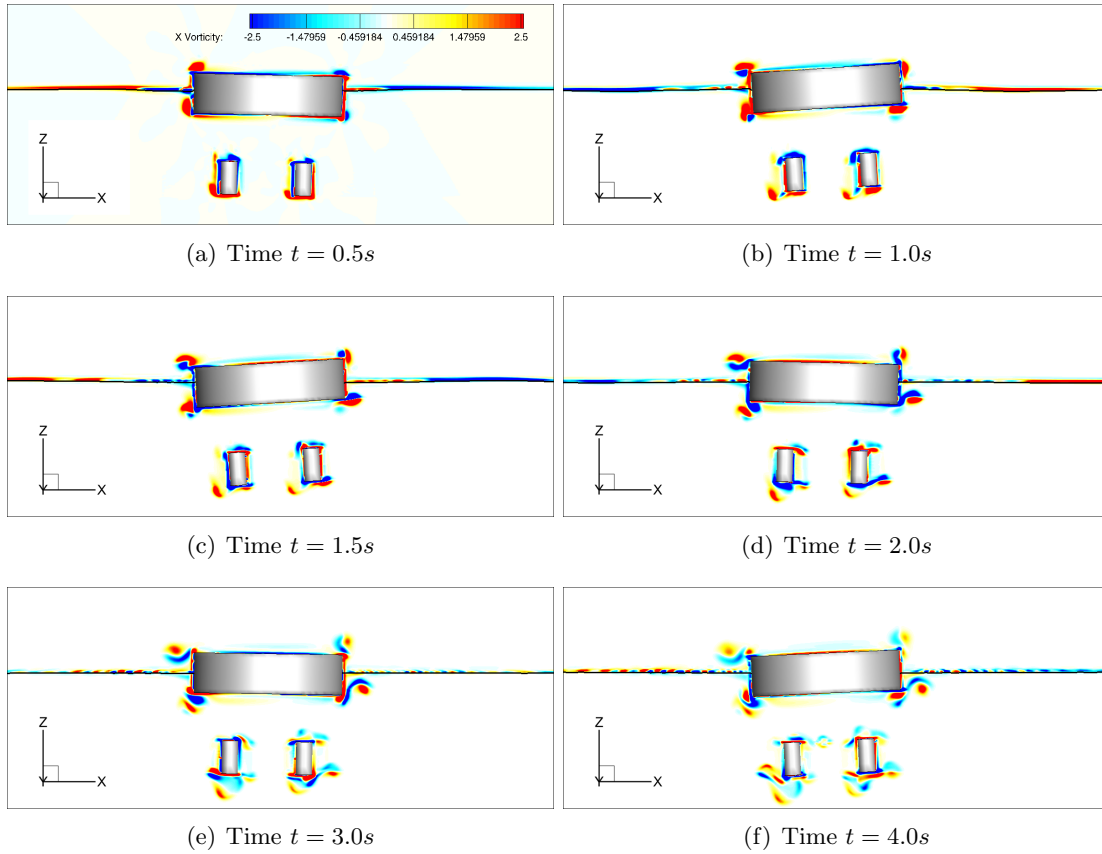 X Vorticity: -2.5 -1.47959 -0.459184 0.459184 1.47959 2.5
Z
Y X
Z
Y X
(a) Time t = 0.5s
(b) Time t = 1.0s
Z
Y X
Z
Y X
(c) Time t = 1.5s
(d) Time t = 2.0s
Z
Y X
Z
Y X
(e) Time t = 3.0s
(f) Time t = 4.0s